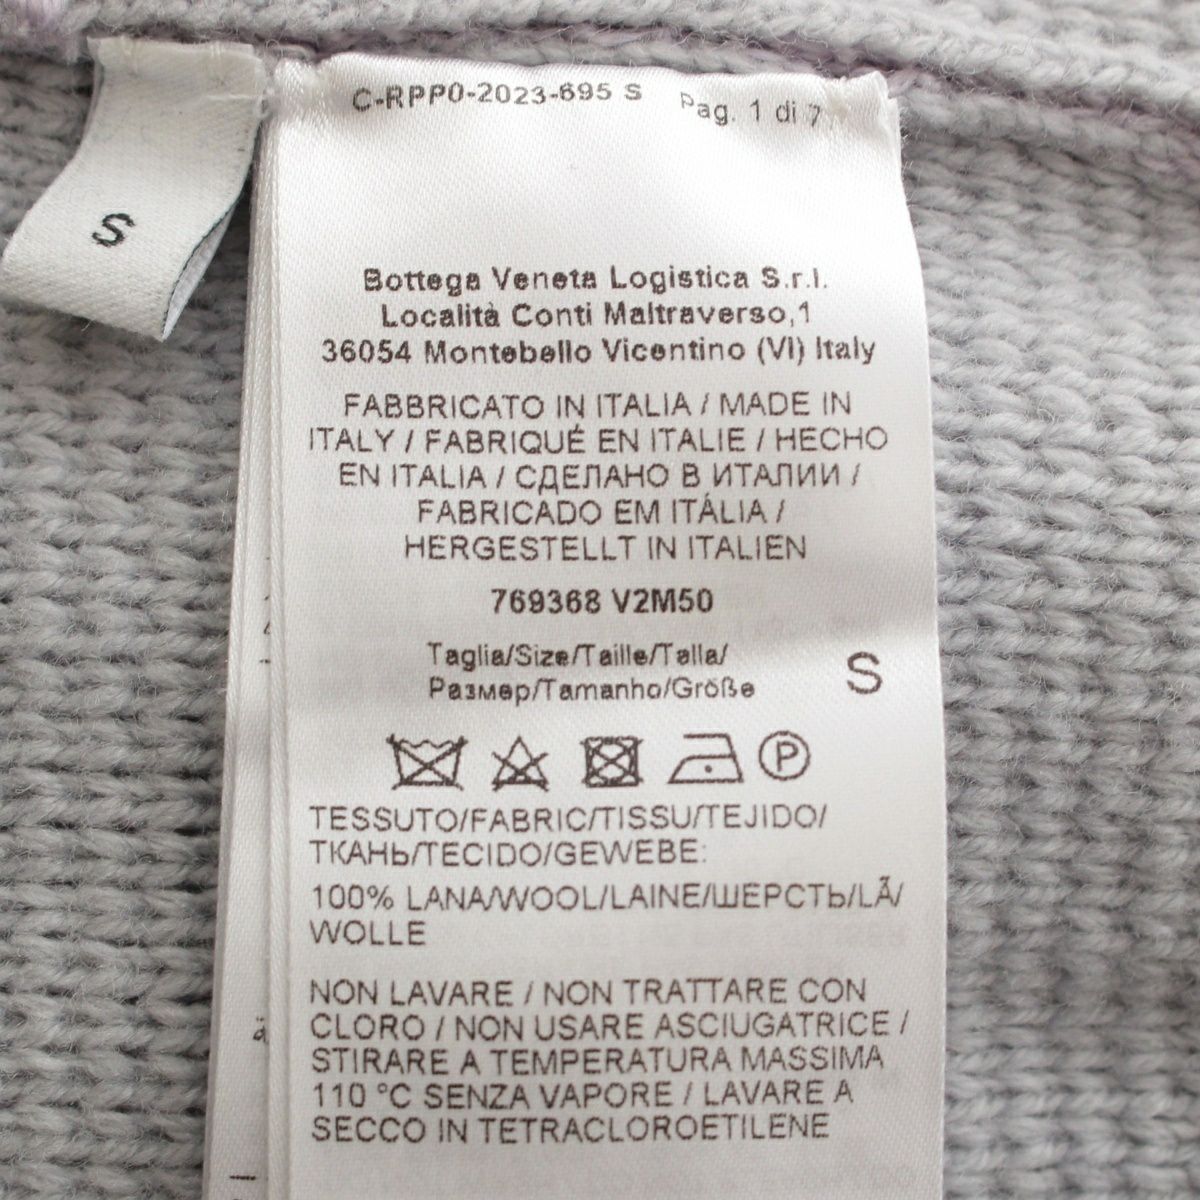 S
C-RPP0-2023-695 S Pag. 1 di 7
Bottega Veneta Logistica S.r.l.
Località Conti Maltraverso,1
36054 Montebello Vicentino (VI) Italy
FABBRICATO IN ITALIA / MADE IN
ITALY / FABRIQUÉ EN ITALIE / HECHO
EN ITALIA / СДЕЛАНО В ИТАЛИИ /
FABRICADO EM ITÁLIA /
HERGESTELLT IN ITALIEN
769368 V2M50
Taglia/Size/Taille/Talla/
Размер/Tamanho/Größe S
P
TESSUTO/FABRIC/TISSU/TEJIDO/
ТКАНЬ/TECIDO/GEWEBE:
100% LANA/WOOL/LAINE/ШЕРСТЬ/LÃ/
WOLLE
NON LAVARE / NON TRATTARE CON
CLORO / NON USARE ASCIUGATRICE /
STIRARE A TEMPERATURA MASSIMA
110 °C SENZA VAPORE / LAVARE A
SECCO IN TETRACLOROETILENE